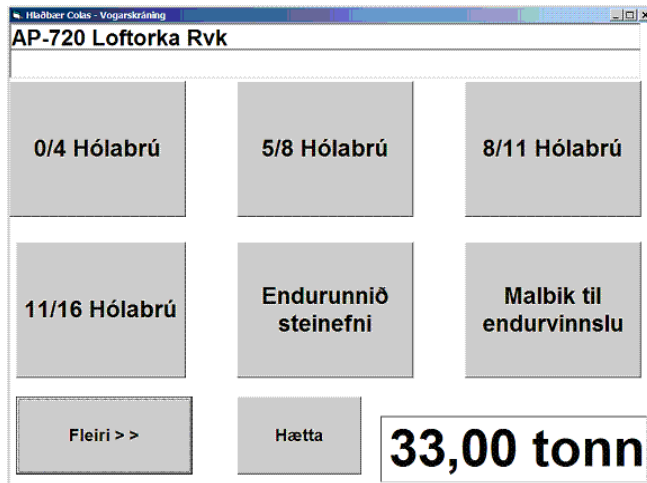 Hlaðbær Colas - Vogarskráning
AP-720 Loftorka Rvk
0/4 Hólabrú
5/8 Hólabrú
8/11 Hólabrú
11/16 Hólabrú
Endurunnið
steinefni
Malbik til
endurvinnslu
Fleiri > >
Hætta
33,00 tonn